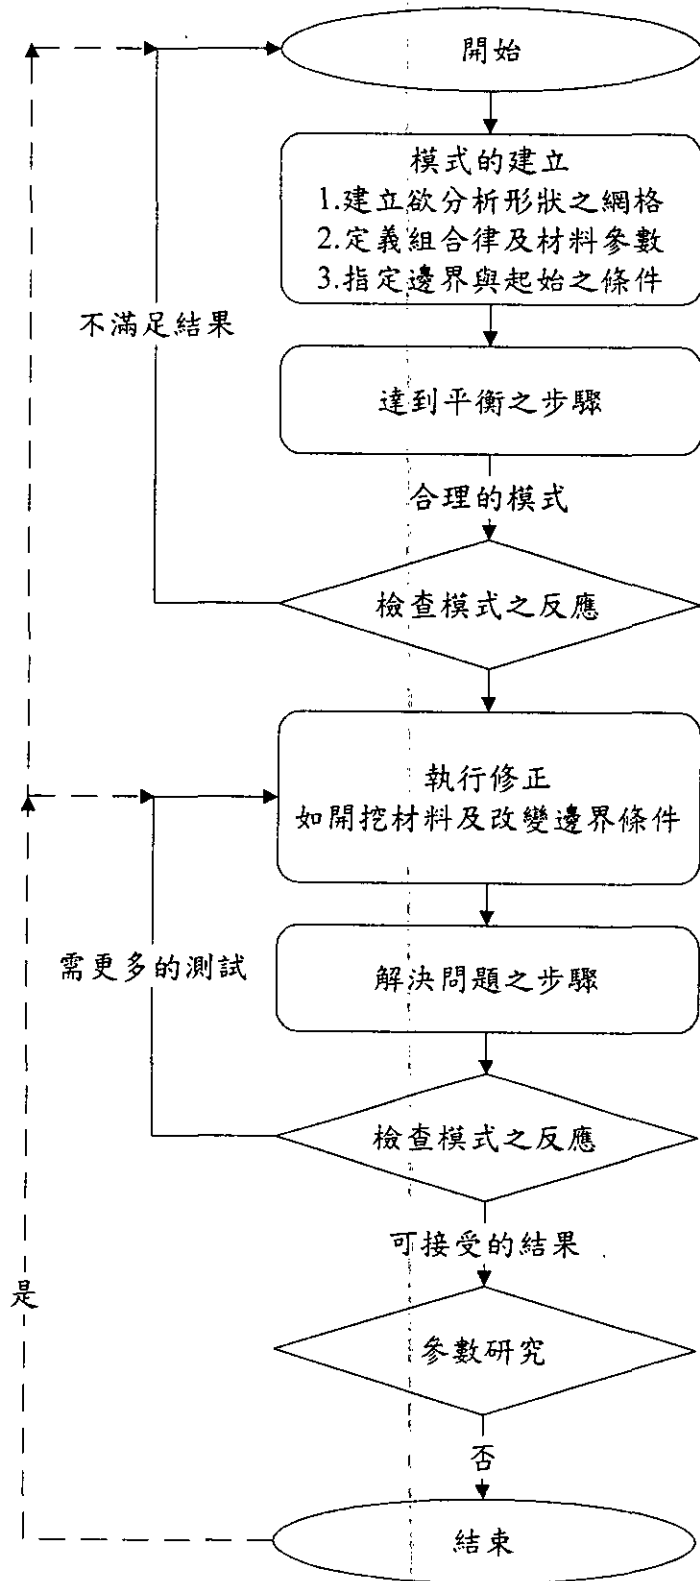 開始
模式的建立
1.建立欲分析形狀之網格
2.定義組合律及材料參數
3.指定邊界與起始之條件
不滿足結果
達到平衡之步驟
合理的模式
檢查模式之反應
執行修正
如開挖材料及改變邊界條件
需更多的測試
解決問題之步驟
檢查模式之反應
可接受的結果
是
參數研究
否
結束